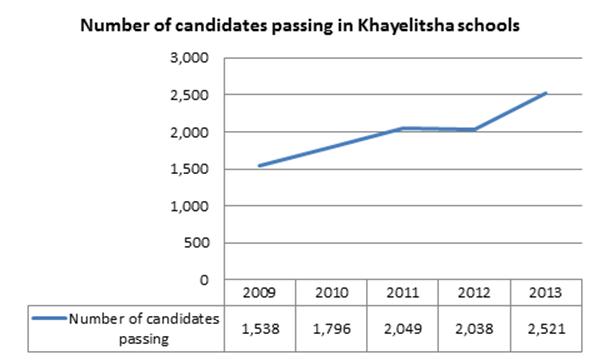 Number of candidates passing in Khayelitsha schools
3,000
2,500
2,000
1,500
1,000
500
0
2009 2010 2011 2012 2013
Number of candidates
passing
1,538 1,796 2,049 2,038 2,521